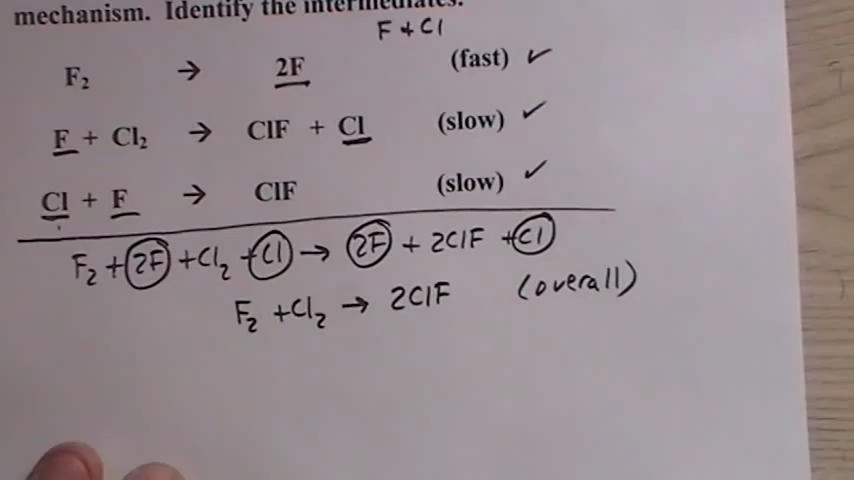 mechanism. Identify the intermediates.
F + Cl
F₂ → 2F (fast) ✓
F + Cl₂ → ClF + Cl (slow) ✓
Cl + F → ClF (slow) ✓
F₂ + 2F + Cl₂ + Cl → 2F + 2ClF + Cl
F₂ + Cl₂ → 2ClF (overall)